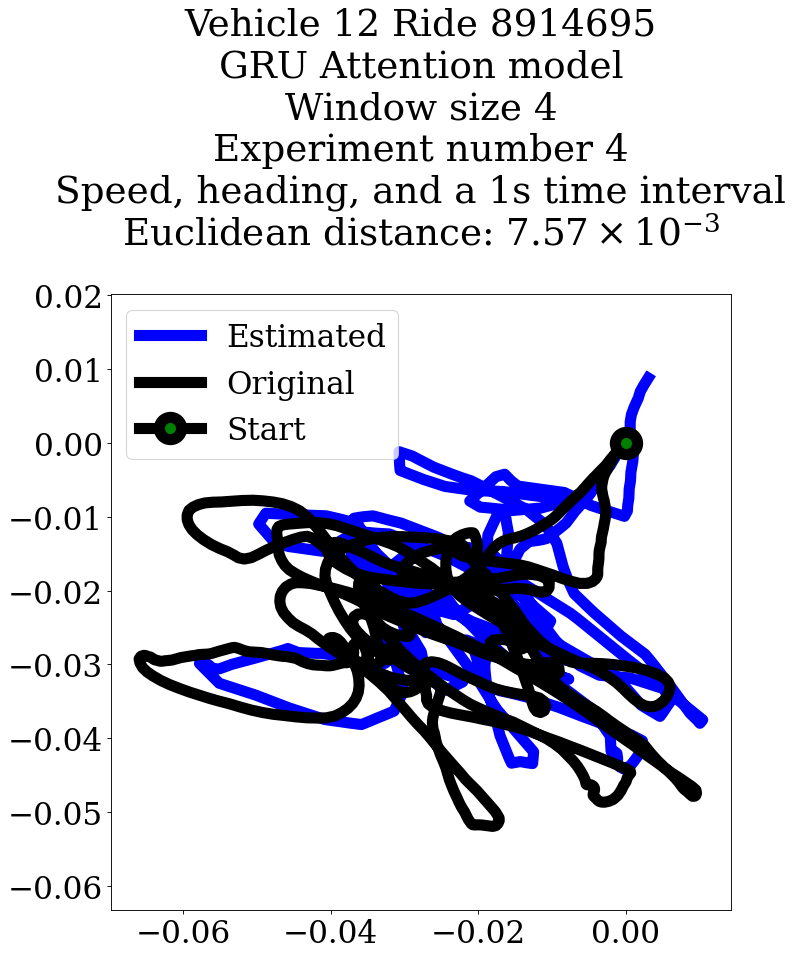 Vehicle 12 Ride 8914695
GRU Attention model
Window size 4
Experiment number 4
Speed, heading, and a 1s time interval
Euclidean distance: 7.57 × 10⁻³
0.02
0.01
0.00
−0.01
−0.02
−0.03
−0.04
−0.05
−0.06
Estimated
Original
Start
−0.06 −0.04 −0.02 0.00